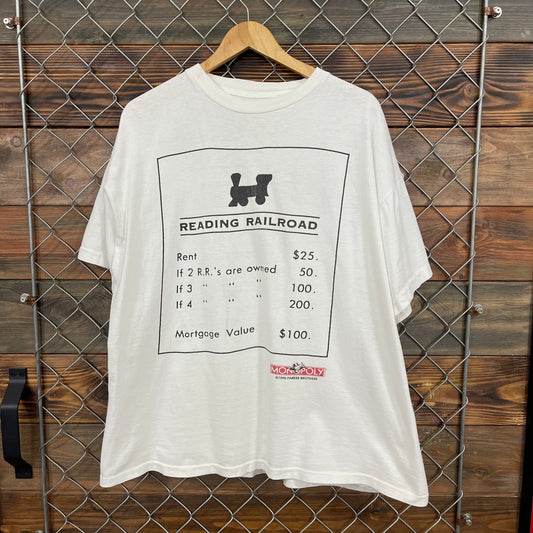 READING RAILROAD
Rent $25.
If 2 R.R.'s are owned 50.
If 3 " " " 100.
If 4 " " " 200.
Mortgage Value $100.
MONOPOLY